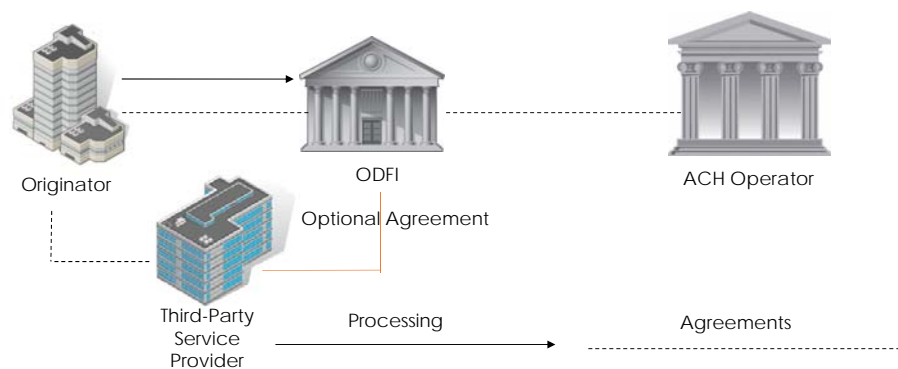 Originator
ODFI
ACH Operator
Optional Agreement
Third-Party
Service
Provider
Processing
Agreements